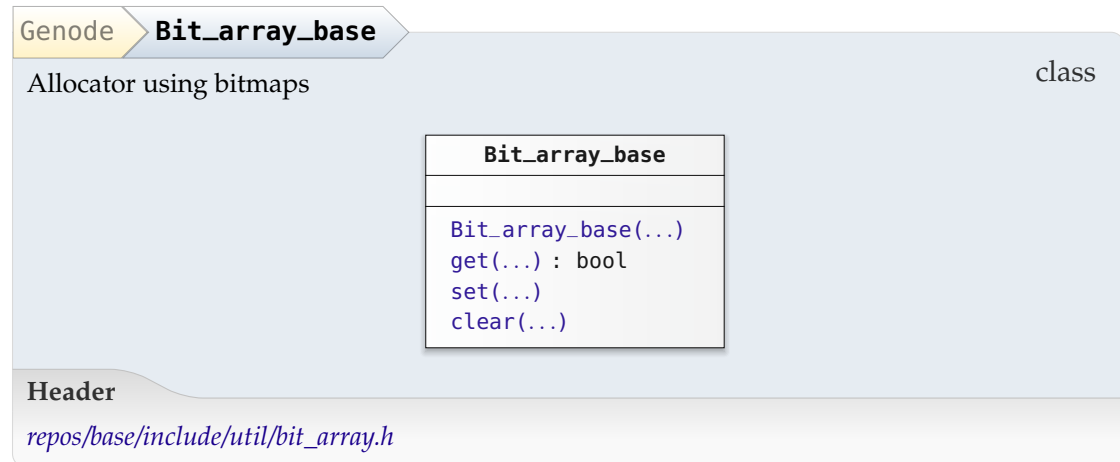 Genode Bit_array_base
Allocator using bitmaps
class
Bit_array_base
Bit_array_base(...)
get(...) : bool
set(...)
clear(...)
Header
repos/base/include/util/bit_array.h